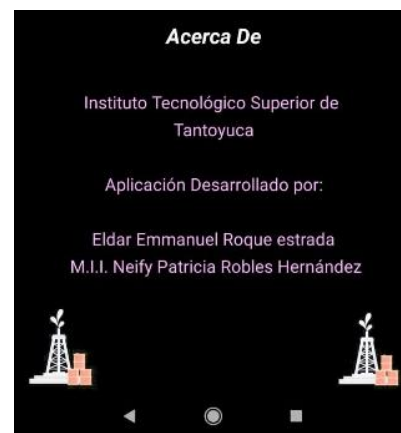 Acerca De
Instituto Tecnológico Superior de
Tantoyuca
Aplicación Desarrollado por:
Eldar Emmanuel Roque estrada
M.I.I. Neify Patricia Robles Hernández